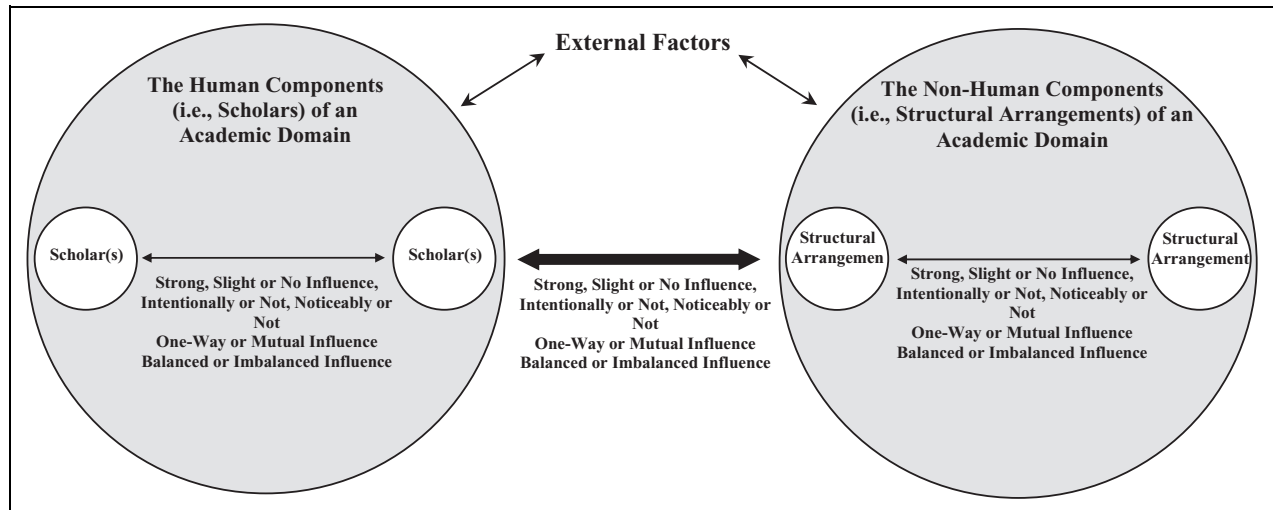 External Factors
The Human Components
(i.e., Scholars) of an
Academic Domain
Scholar(s)
Scholar(s)
Strong, Slight or No Influence,
Intentionally or Not, Noticeably or
Not
One-Way or Mutual Influence
Balanced or Imbalanced Influence
Strong, Slight or No Influence,
Intentionally or Not, Noticeably or
Not
One-Way or Mutual Influence
Balanced or Imbalanced Influence
The Non-Human Components
(i.e., Structural Arrangements) of an
Academic Domain
Structural
Arrangemen
Structural
Arrangement
Strong, Slight or No Influence,
Intentionally or Not, Noticeably or
Not
One-Way or Mutual Influence
Balanced or Imbalanced Influence